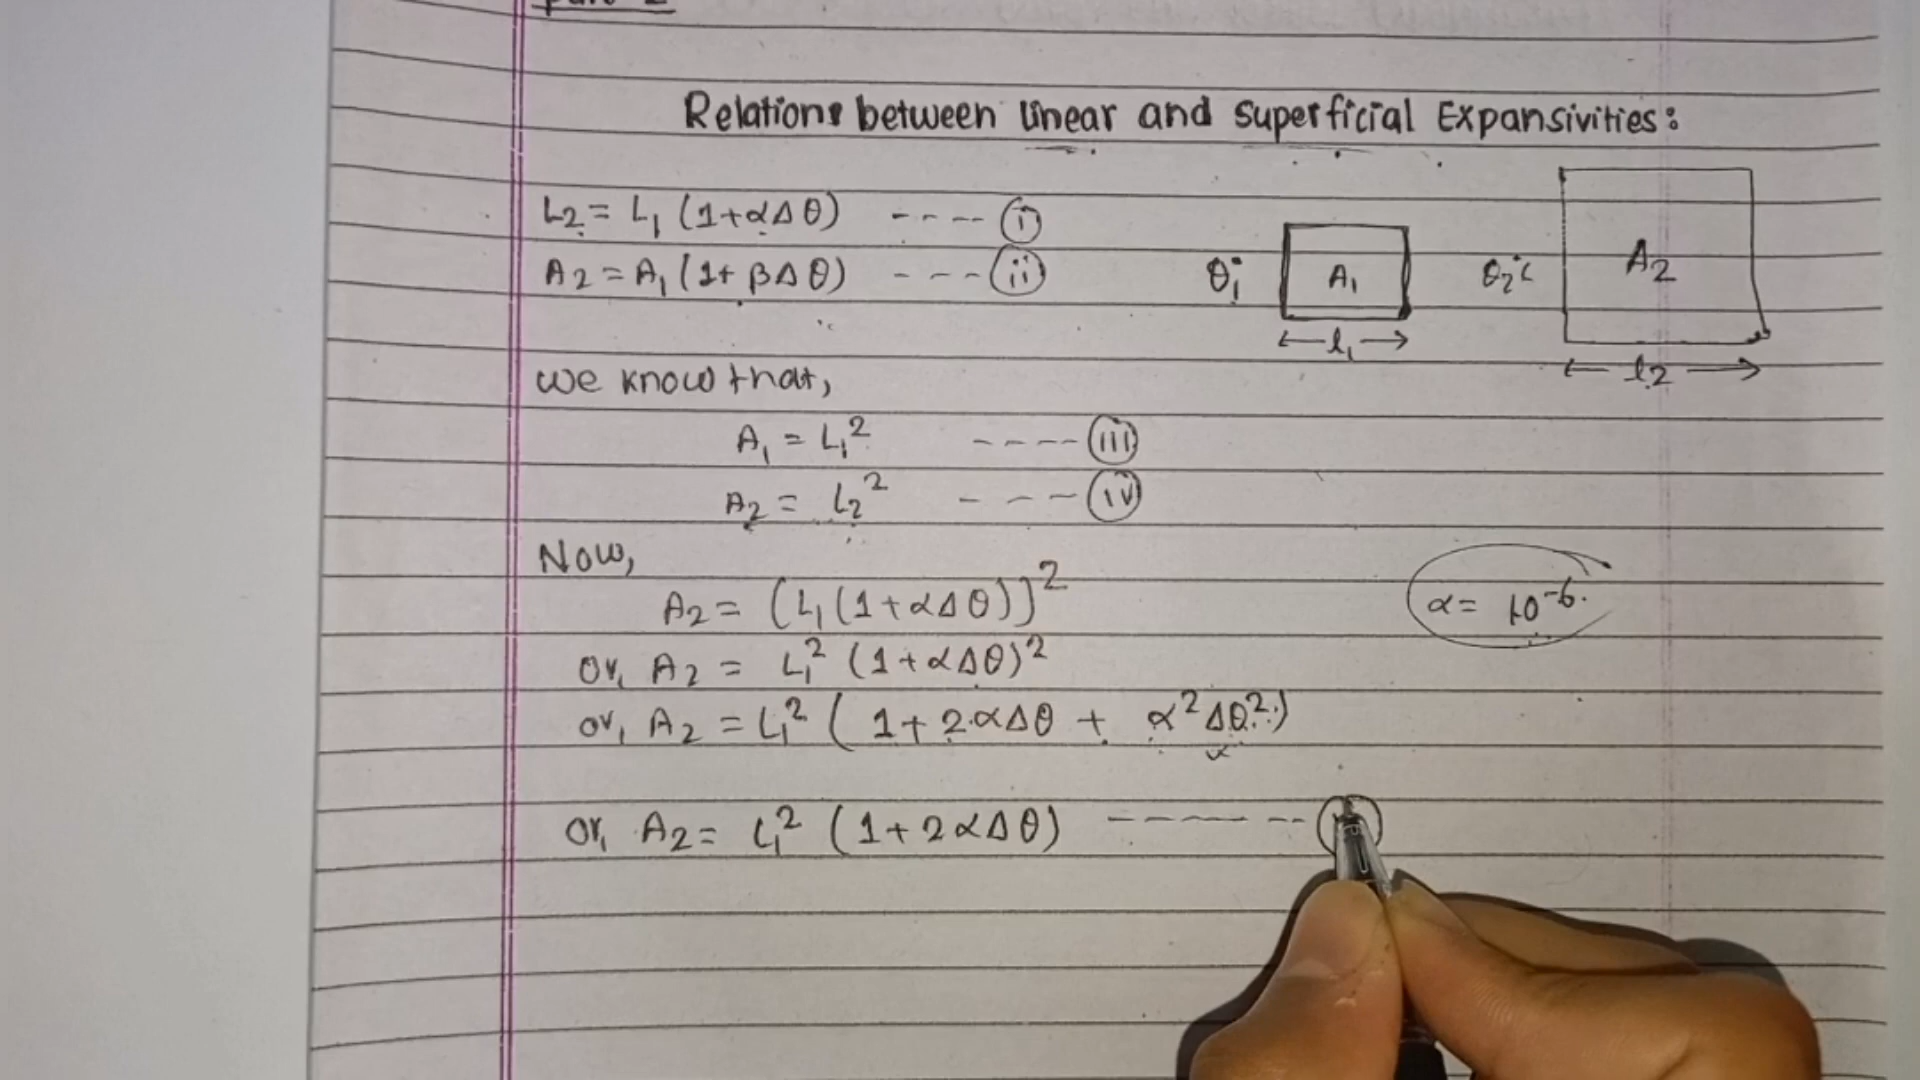 Relations between Linear and Superficial Expansivities:
L₂ = L₁ (1+αΔθ) ---- (i)
A₂ = A₁ (1+ βΔθ) --- (ii)
θ₁° A₁ θ₂°c A₂
l₁ l₂
we know that,
A₁ = L₁² ---- (iii)
A₂ = L₂² --- (iv)
Now,
A₂ = (L₁ (1+αΔθ))² α= 10⁻⁶.
or, A₂ = L₁² (1+αΔθ)²
or, A₂ = L₁² ( 1+ 2.αΔθ + α²Δθ²)
or, A₂ = L₁² (1+ 2αΔθ) -------